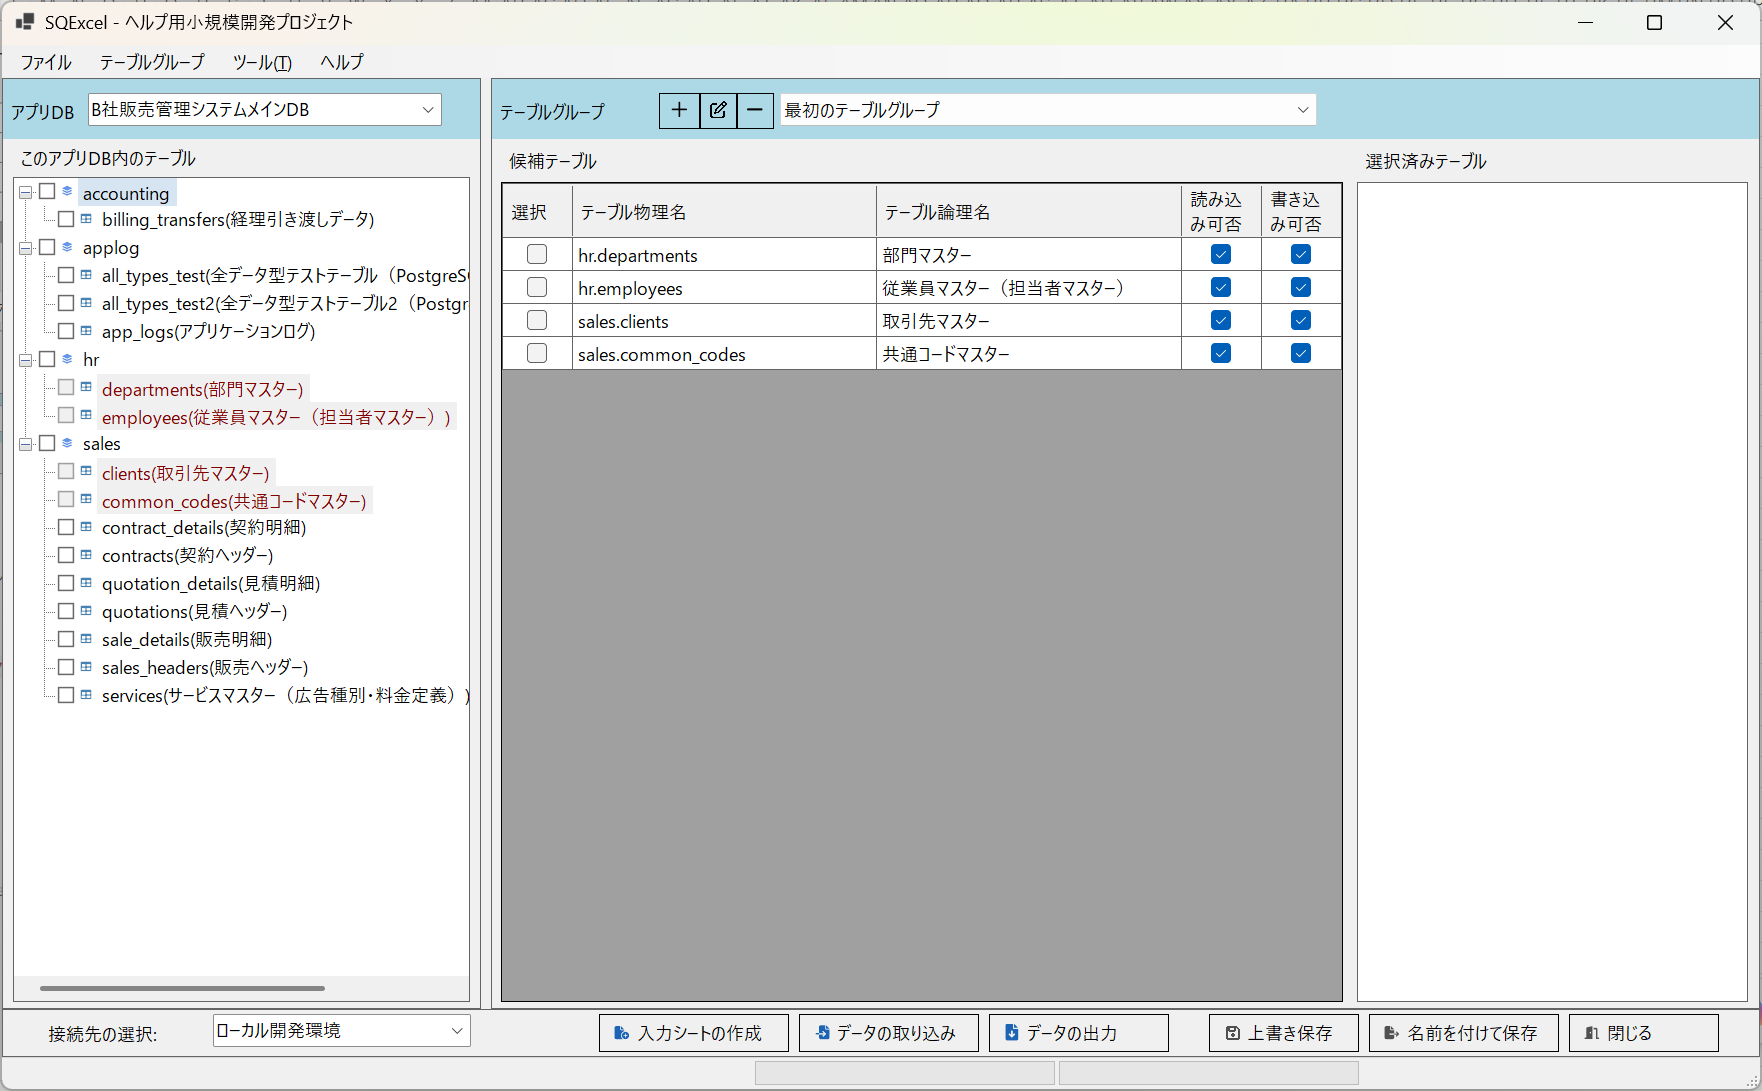 SQExcel - ヘルプ用小規模開発プロジェクト
ファイル テーブルグループ ツール(T) ヘルプ
アプリDB B社販売管理システムメインDB
このアプリDB内のテーブル
accounting
billing_transfers(経理引き渡しデータ)
applog
all_types_test(全データ型テストテーブル（PostgreS
all_types_test2(全データ型テストテーブル2（Postgr
app_logs(アプリケーションログ)
hr
departments(部門マスター)
employees(従業員マスター（担当者マスター）)
sales
clients(取引先マスター)
common_codes(共通コードマスター)
contract_details(契約明細)
contracts(契約ヘッダー)
quotation_details(見積明細)
quotations(見積ヘッダー)
sale_details(販売明細)
sales_headers(販売ヘッダー)
services(サービスマスター（広告種別・料金定義）)
テーブルグループ 最初のテーブルグループ
候補テーブル
選択 テーブル物理名 テーブル論理名 読み込み可否 書き込み可否
hr.departments 部門マスター
hr.employees 従業員マスター（担当者マスター）
sales.clients 取引先マスター
sales.common_codes 共通コードマスター
選択済みテーブル
接続先の選択: ローカル開発環境
入力シートの作成 データの取り込み データの出力 上書き保存 名前を付けて保存 閉じる